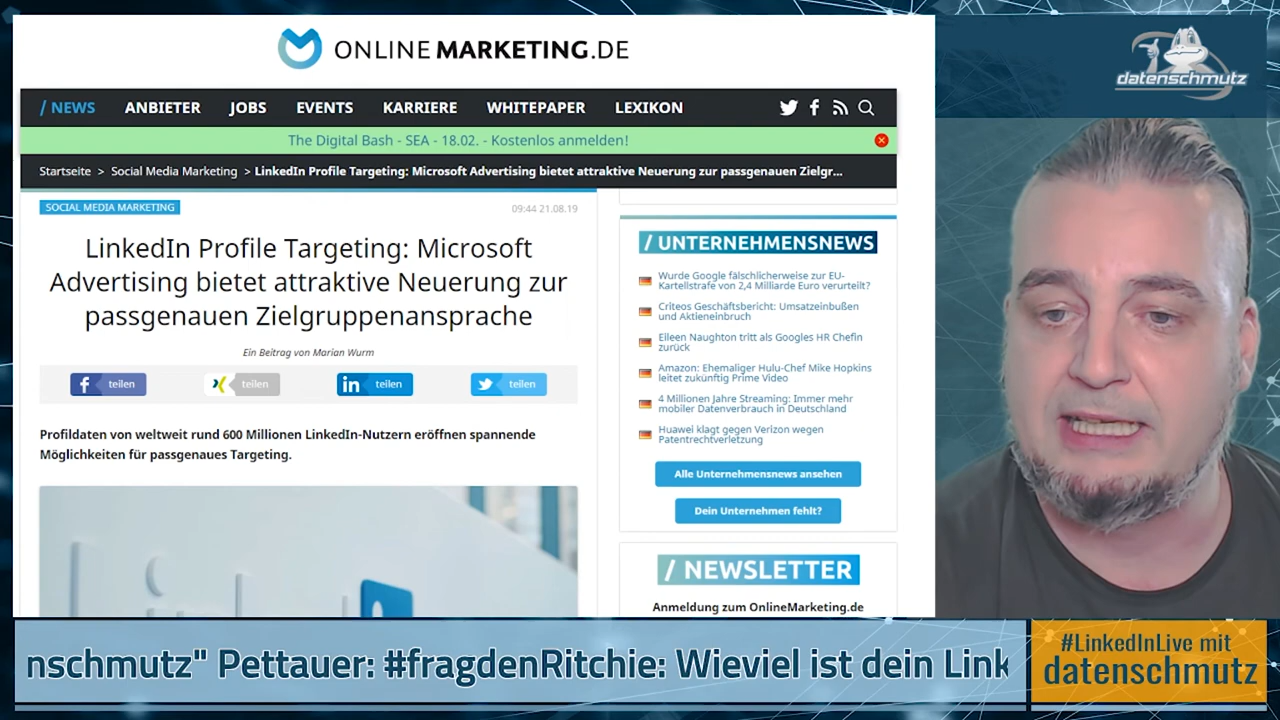 ONLINEMARKETING.DE
datenschmutz
/ NEWS ANBIETER JOBS EVENTS KARRIERE WHITEPAPER LEXIKON
The Digital Bash - SEA - 18.02. - Kostenlos anmelden!
Startseite > Social Media Marketing > LinkedIn Profile Targeting: Microsoft Advertising bietet attraktive Neuerung zur passgenauen Zielgr...
SOCIAL MEDIA MARKETING
09:44 21.08.19
LinkedIn Profile Targeting: Microsoft
Advertising bietet attraktive Neuerung zur
passgenauen Zielgruppenansprache
Ein Beitrag von Marian Wurm
teilen teilen teilen teilen
Profildaten von weltweit rund 600 Millionen LinkedIn-Nutzern eröffnen spannende
Möglichkeiten für passgenaues Targeting.
/ UNTERNEHMENSNEWS
Wurde Google fälschlicherweise zur EU-
Kartellstrafe von 2,4 Milliarde Euro verurteilt?
Criteos Geschäftsbericht: Umsatzeinbußen
und Aktieneinbruch
Eileen Naughton tritt als Googles HR Chefin
zurück
Amazon: Ehemaliger Hulu-Chef Mike Hopkins
leitet zukünftig Prime Video
4 Millionen Jahre Streaming: Immer mehr
mobiler Datenverbrauch in Deutschland
Huawei klagt gegen Verizon wegen
Patentrechtverletzung
Alle Unternehmensnews ansehen
Dein Unternehmen fehlt?
/ NEWSLETTER
Anmeldung zum OnlineMarketing.de
nschmutz" Pettauer: #fragdenRitchie: Wieviel ist dein Link
#LinkedInLive mit
datenschmutz